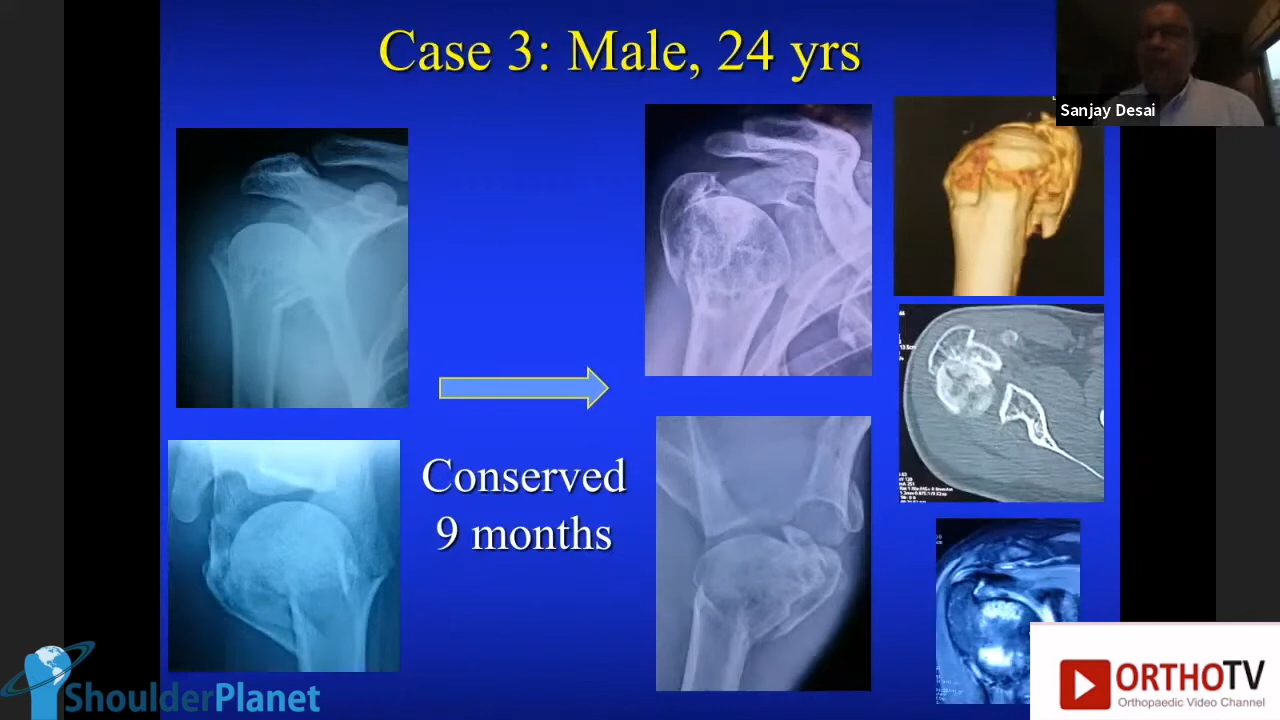 Case 3: Male, 24 yrs
Sanjay Desai
Conserved
9 months
ShoulderPlanet
ORTHOTV
Orthopaedic Video Channel